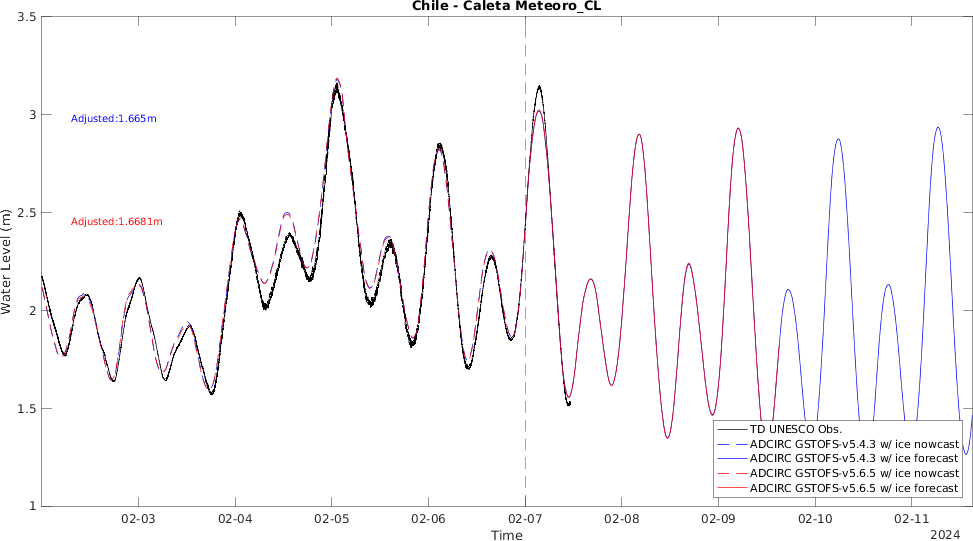 Chile - Caleta Meteoro_CL
3.5
3
2.5
2
1.5
1
Water Level (m)
Adjusted:1.665m
Adjusted:1.6681m
TD UNESCO Obs.
ADCIRC GSTOFS-v5.4.3 w/ ice nowcast
ADCIRC GSTOFS-v5.4.3 w/ ice forecast
ADCIRC GSTOFS-v5.6.5 w/ ice nowcast
ADCIRC GSTOFS-v5.6.5 w/ ice forecast
02-03 02-04 02-05 02-06 02-07 02-08 02-09 02-10 02-11
Time
2024